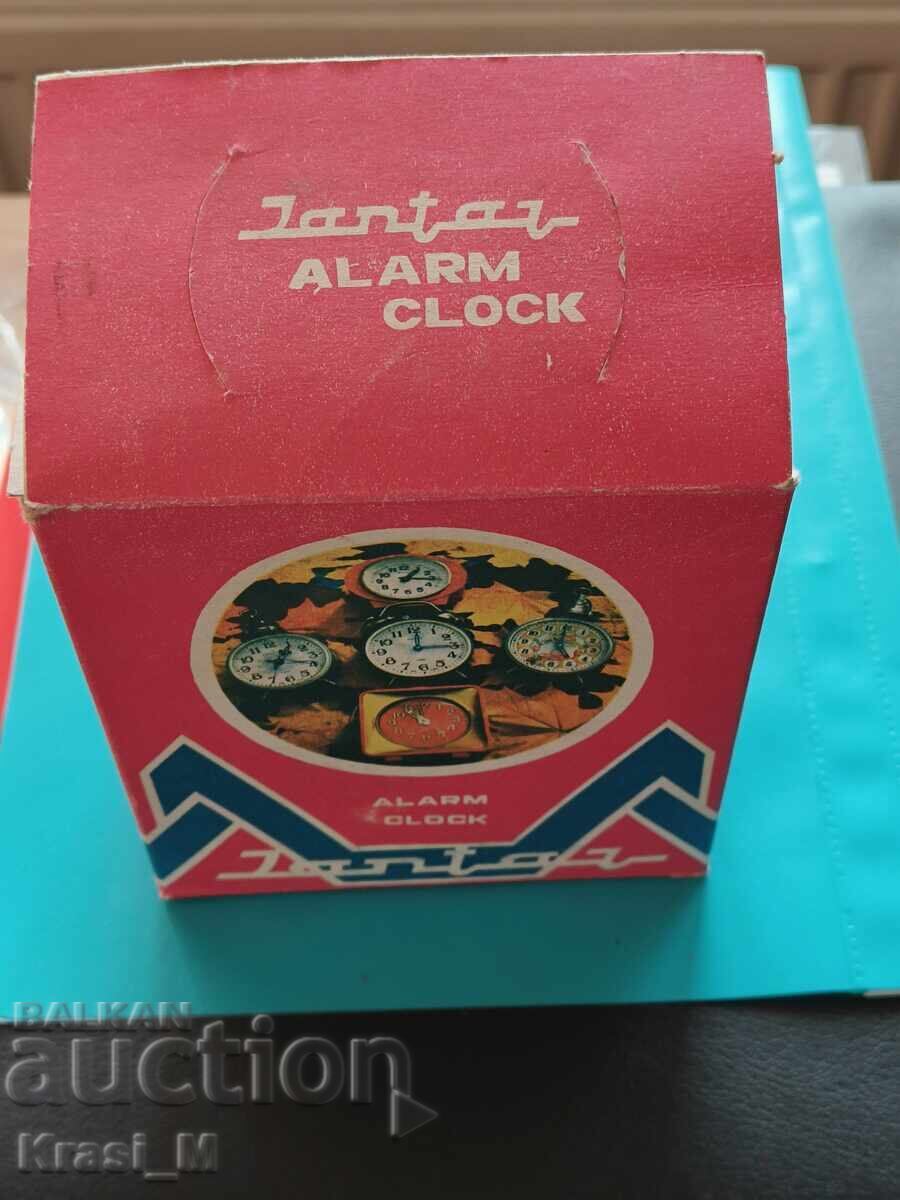 Jantar
ALARM
CLOCK
ALARM
CLOCK
Jantar
BALKAN
auction
Krasi_M